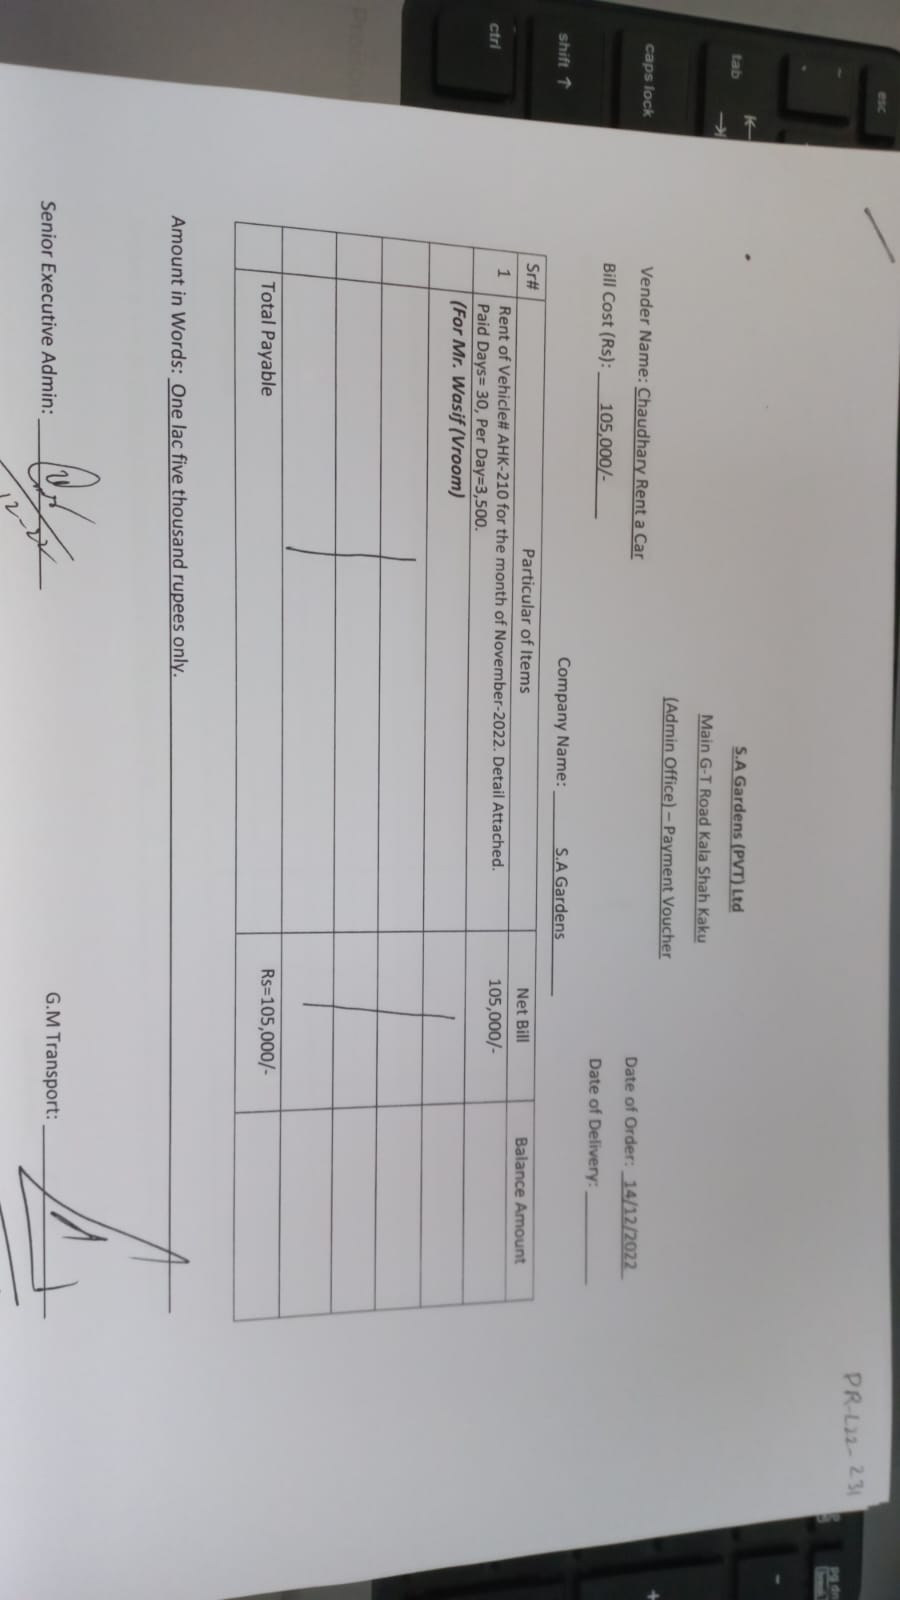 PR-L22-231
S.A Gardens (PVT) Ltd
Main G-T Road Kala Shah Kaku
(Admin Office) – Payment Voucher
Vender Name: Chaudhary Rent a Car
Date of Order: 14/12/2022
Bill Cost (Rs): 105,000/-
Date of Delivery:
Company Name: S.A Gardens
Sr# Particular of Items Net Bill Balance Amount
1 Rent of Vehicle# AHK-210 for the month of November-2022. Detail Attached. 105,000/-
Paid Days= 30, Per Day=3,500.
(For Mr. Wasif (Vroom)
Total Payable Rs=105,000/-
Amount in Words: One lac five thousand rupees only.
Senior Executive Admin: G.M Transport:
esc
tab
caps lock
shift
ctrl